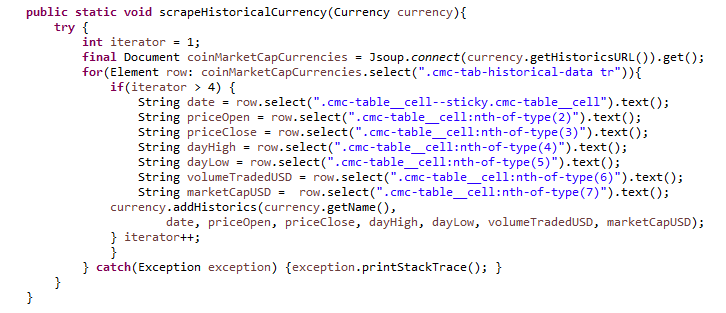 public static void scrapeHistoricalCurrency(Currency currency){
try {
int iterator = 1;
final Document coinMarketCapCurrencies = Jsoup.connect(currency.getHistoricsURL()).get();
for(Element row: coinMarketCapCurrencies.select(".cmc-tab-historical-data tr")){
if(iterator > 4) {
String date = row.select(".cmc-table__cell--sticky.cmc-table__cell").text();
String priceOpen = row.select(".cmc-table__cell:nth-of-type(2)").text();
String priceClose = row.select(".cmc-table__cell:nth-of-type(3)").text();
String dayHigh = row.select(".cmc-table__cell:nth-of-type(4)").text();
String dayLow = row.select(".cmc-table__cell:nth-of-type(5)").text();
String volumeTradedUSD = row.select(".cmc-table__cell:nth-of-type(6)").text();
String marketCapUSD =  row.select(".cmc-table__cell:nth-of-type(7)").text();
currency.addHistorics(currency.getName(),
date, priceOpen, priceClose, dayHigh, dayLow, volumeTradedUSD, marketCapUSD);
} iterator++;
}
} catch(Exception exception) {exception.printStackTrace(); }
}
}